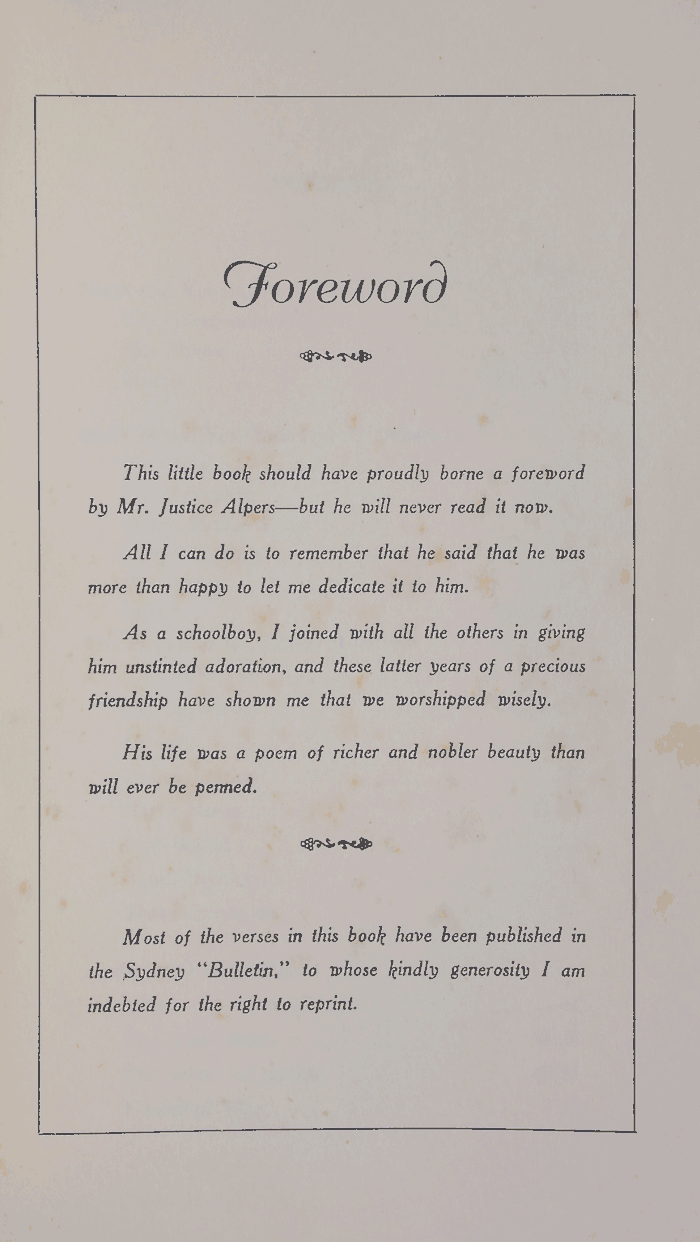 Foreword
This little book should have proudly borne a foreword
by Mr. Justice Alpers—but he will never read it now.
All I can do is to remember that he said that he was
more than happy to let me dedicate it to him.
As a schoolboy, I joined with all the others in giving
him unstinted adoration, and these latter years of a precious
friendship have shown me that we worshipped wisely.
His life was a poem of richer and nobler beauty than
will ever be penned.
Most of the verses in this book have been published in
the Sydney “Bulletin,” to whose kindly generosity I am
indebted for the right to reprint.